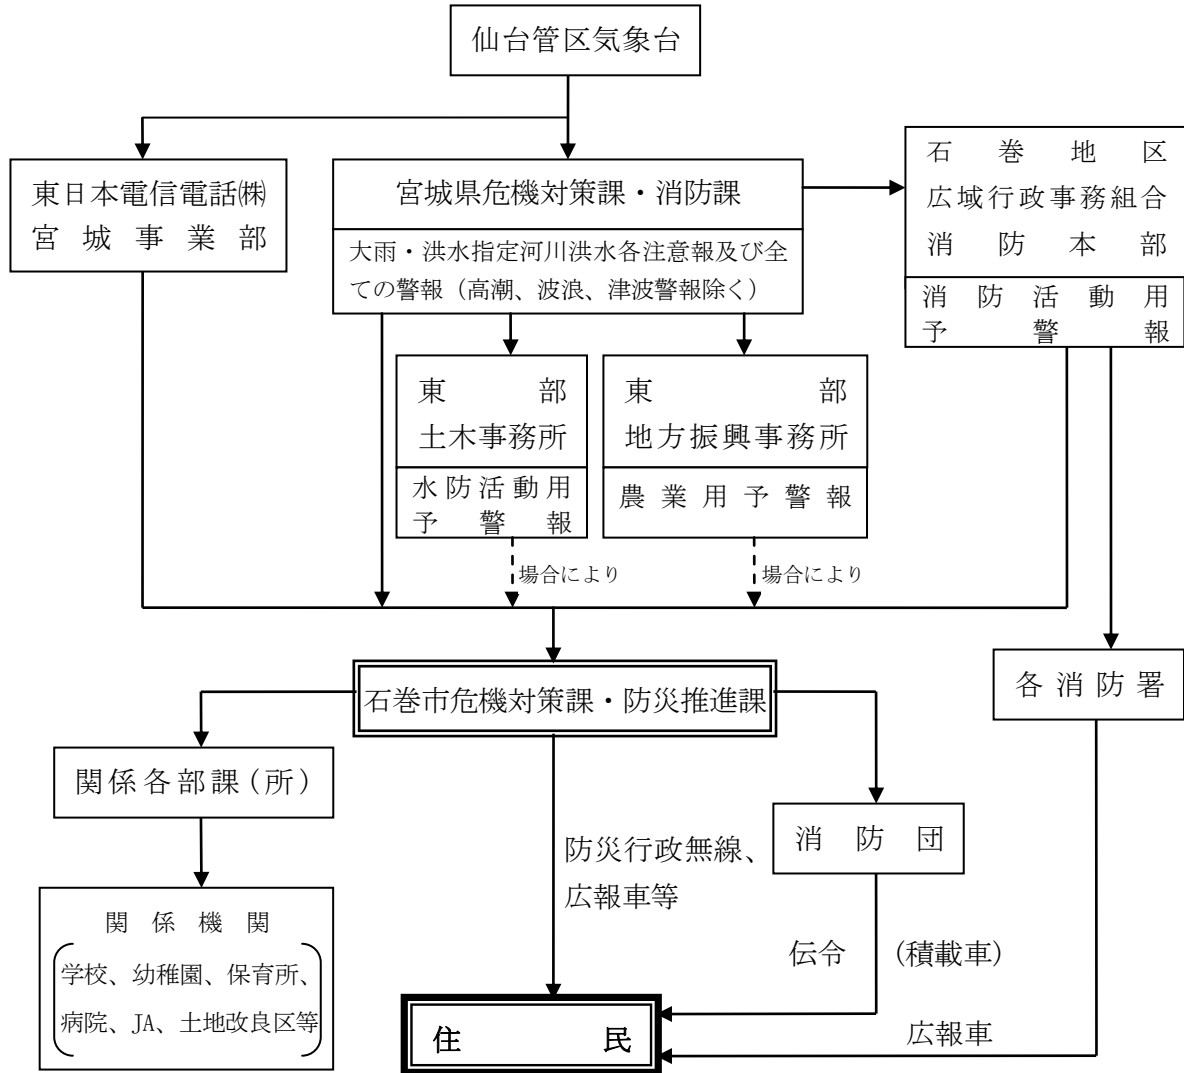 仙台管区気象台
東日本電信電話㈱
宮城事業部
宮城県危機対策課・消防課
大雨・洪水指定河川洪水各注意報及び全
ての警報（高潮、波浪、津波警報除く）
石巻地区
広域行政事務組合
消防本部
消防活動用
予警報
東部
土木事務所
水防活動用
予警報
東部
地方振興事務所
農業用予警報
場合により
場合により
石巻市危機対策課・防災推進課
各消防署
関係各部課(所)
防災行政無線、
広報車等
消防団
関係機関
学校、幼稚園、保育所、
病院、JA、土地改良区等
伝令 (積載車)
広報車
住民